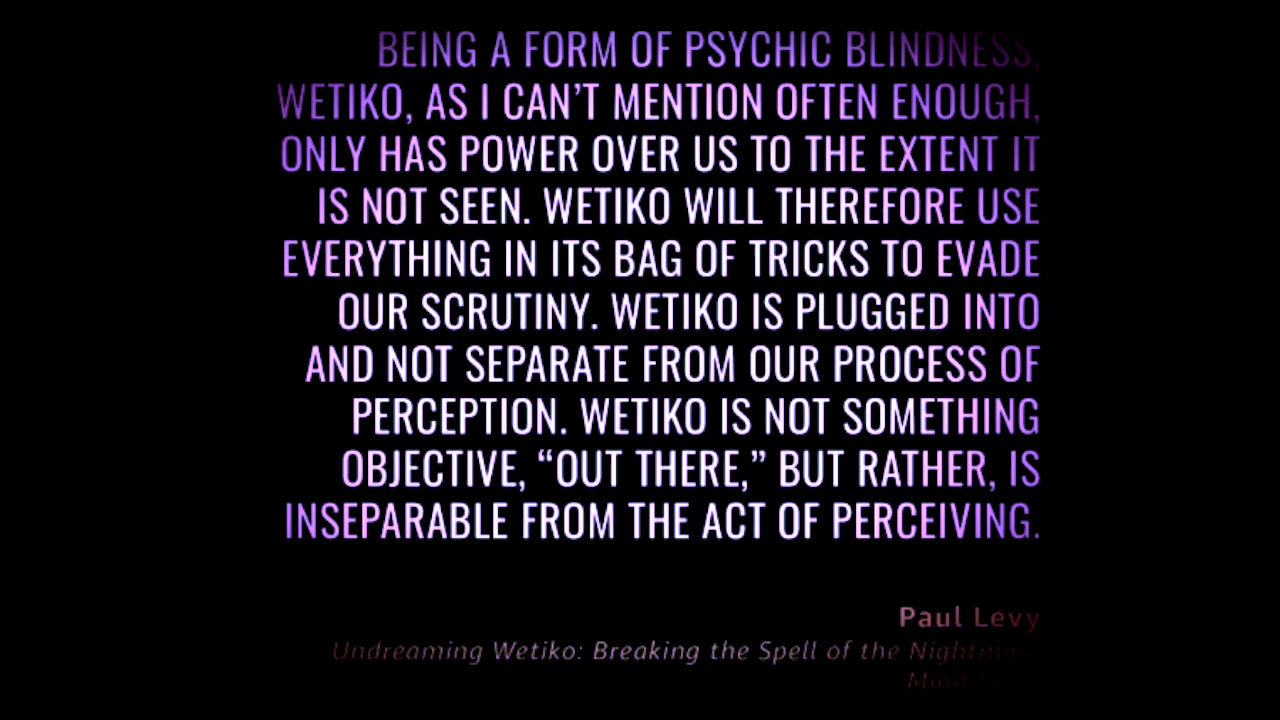 BEING A FORM OF PSYCHIC BLINDNESS,
WETIKO, AS I CAN’T MENTION OFTEN ENOUGH,
ONLY HAS POWER OVER US TO THE EXTENT IT
IS NOT SEEN. WETIKO WILL THEREFORE USE
EVERYTHING IN ITS BAG OF TRICKS TO EVADE
OUR SCRUTINY. WETIKO IS PLUGGED INTO
AND NOT SEPARATE FROM OUR PROCESS OF
PERCEPTION. WETIKO IS NOT SOMETHING
OBJECTIVE, “OUT THERE,” BUT RATHER, IS
INSEPARABLE FROM THE ACT OF PERCEIVING.
Paul Levy
Undreaming Wetiko: Breaking the Spell of the
Mind